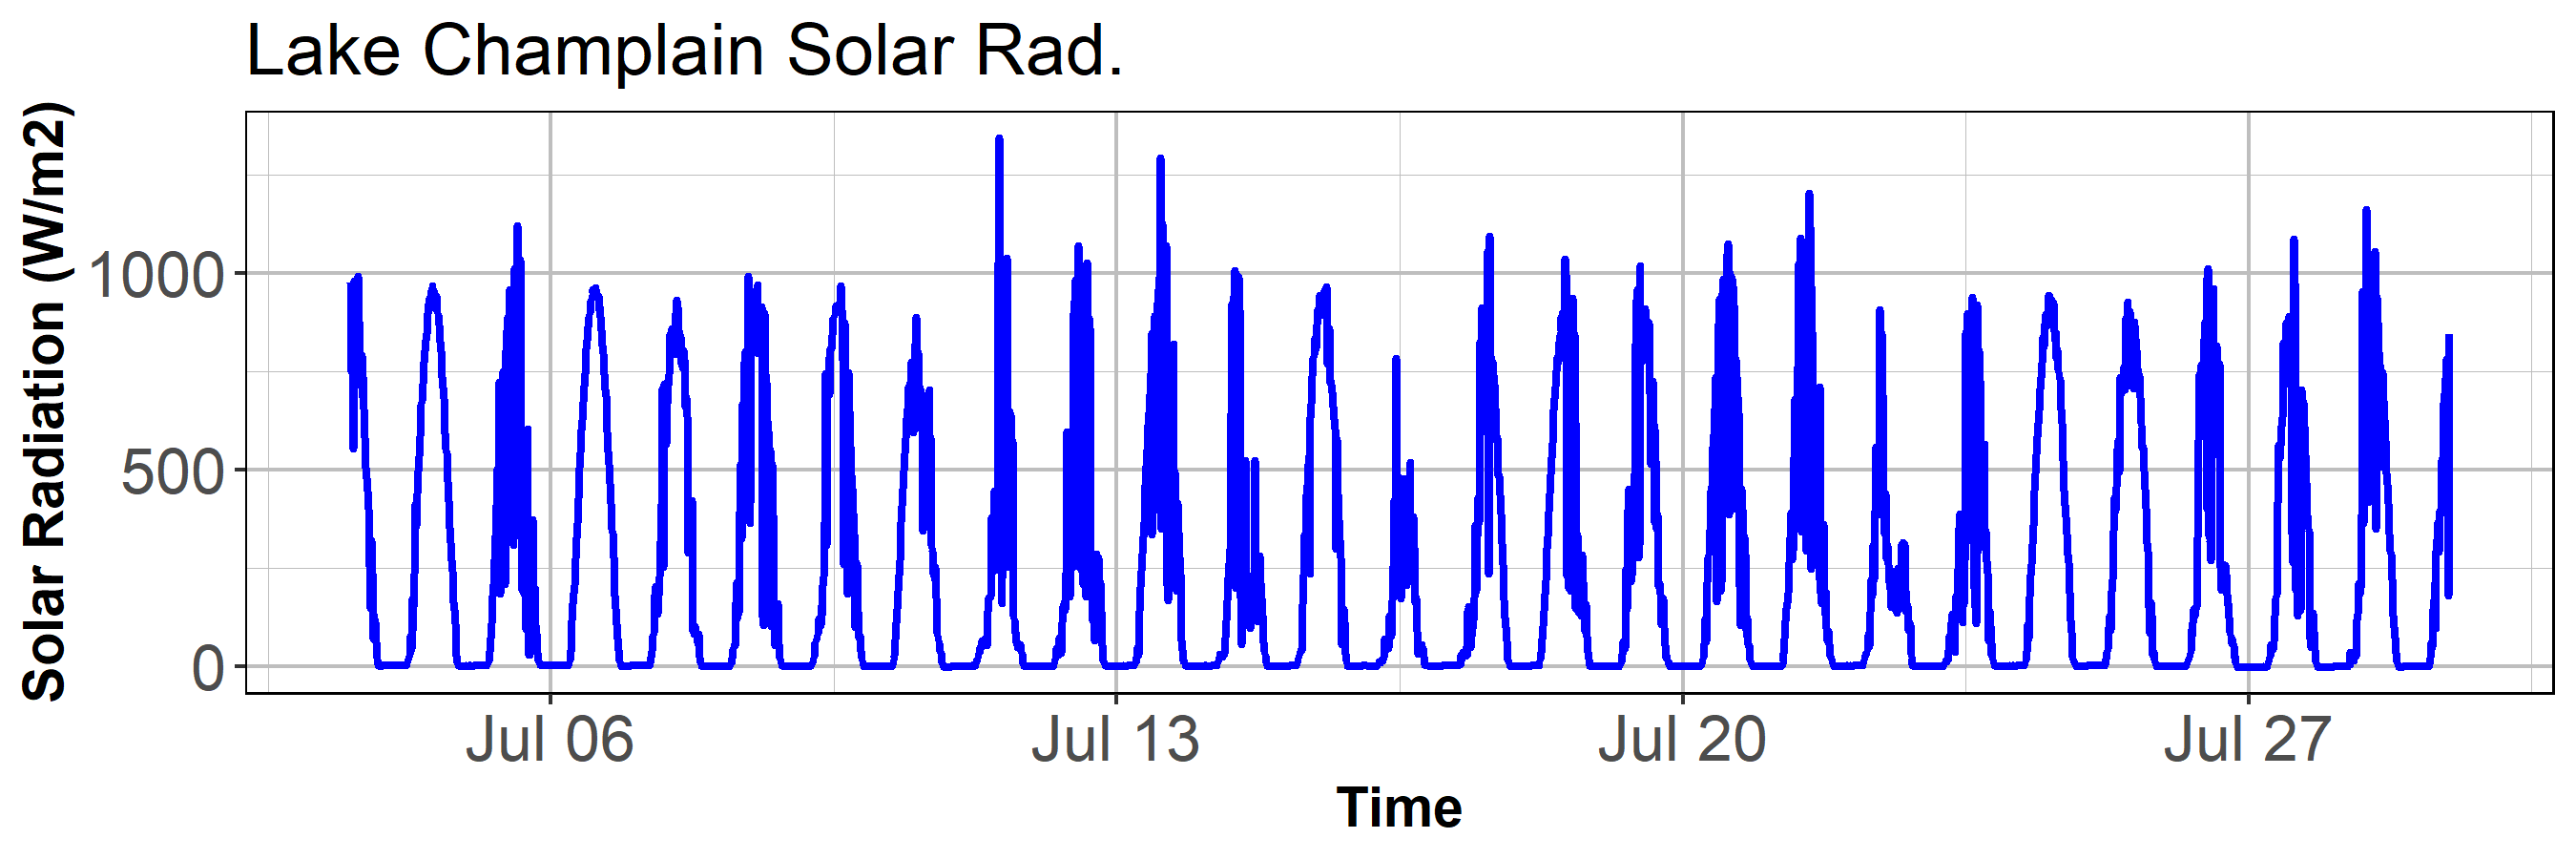 Lake Champlain Solar Rad.
Solar Radiation (W/m2)
1000
500
0
Jul 06
Jul 13
Jul 20
Jul 27
Time